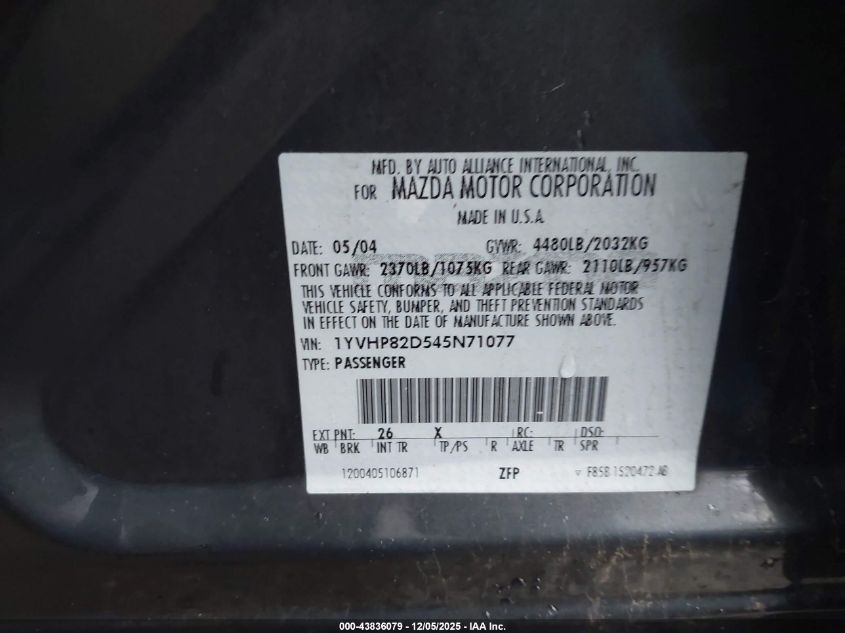 MFD. BY AUTO ALLIANCE INTERNATIONAL, INC.
FOR MAZDA MOTOR CORPORATION
MADE IN U.S.A.
DATE: 05/04 GVWR: 4480LB/2032KG
FRONT GAWR: 2370LB/1075KG REAR GAWR: 2110LB/957KG
THIS VEHICLE CONFORMS TO ALL APPLICABLE FEDERAL MOTOR
VEHICLE SAFETY, BUMPER, AND THEFT PREVENTION STANDARDS
IN EFFECT ON THE DATE OF MANUFACTURE SHOWN ABOVE.
VIN: 1YVHP82D545N71077
TYPE: PASSENGER
EXT PNT: 26 X RC: DSO:
WB BRK INT TR TP/PS R AXLE TR SPR
1200405106871 ZFP F85B 1520472 AB
000-43836079 - 12/05/2025 - IAA Inc.